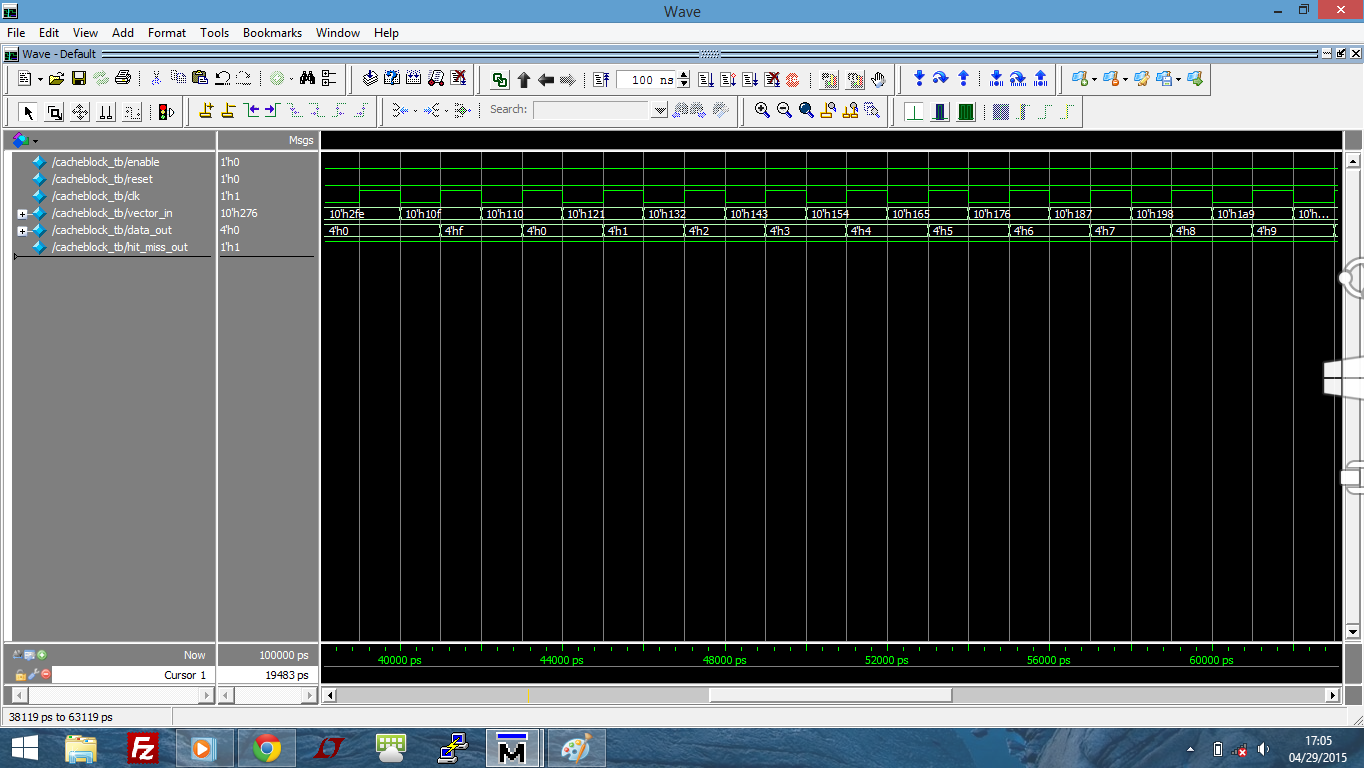 Wave
File Edit View Add Format Tools Bookmarks Window Help
Wave - Default
100 ns
Search:
Msgs
/cacheblock_tb/enable 1'h0
/cacheblock_tb/reset 1'h0
/cacheblock_tb/clk 1'h1
/cacheblock_tb/vector_in 10'h276 10'h2fe 10'h10f 10'h110 10'h121 10'h132 10'h143 10'h154 10'h165 10'h176 10'h187 10'h198 10'h1a9 10'h...
/cacheblock_tb/data_out 4'h0 4'h0 4'hf 4'h0 4'h1 4'h2 4'h3 4'h4 4'h5 4'h6 4'h7 4'h8 4'h9
/cacheblock_tb/hit_miss_out 1'h1
Now 100000 ps 40000 ps 44000 ps 48000 ps 52000 ps 56000 ps 60000 ps
Cursor 1 19483 ps
38119 ps to 63119 ps
FZ
M
17:05
04/29/2015